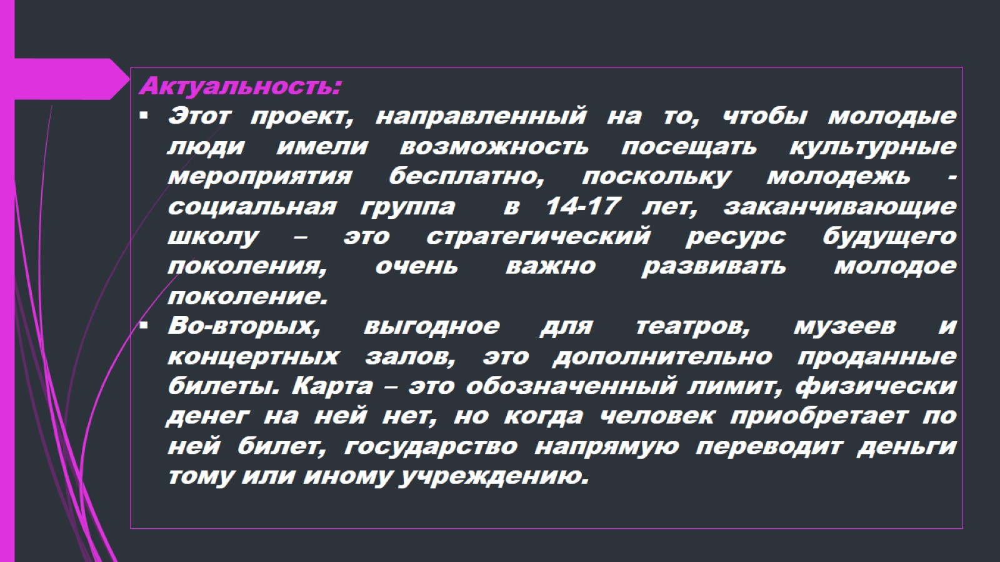 Актуальность:
▪ Этот проект, направленный на то, чтобы молодые
люди имели возможность посещать культурные
мероприятия бесплатно, поскольку молодежь -
социальная группа в 14-17 лет, заканчивающие
школу – это стратегический ресурс будущего
поколения, очень важно развивать молодое
поколение.
▪ Во-вторых, выгодное для театров, музеев и
концертных залов, это дополнительно проданные
билеты. Карта – это обозначенный лимит, физически
денег на ней нет, но когда человек приобретает по
ней билет, государство напрямую переводит деньги
тому или иному учреждению.